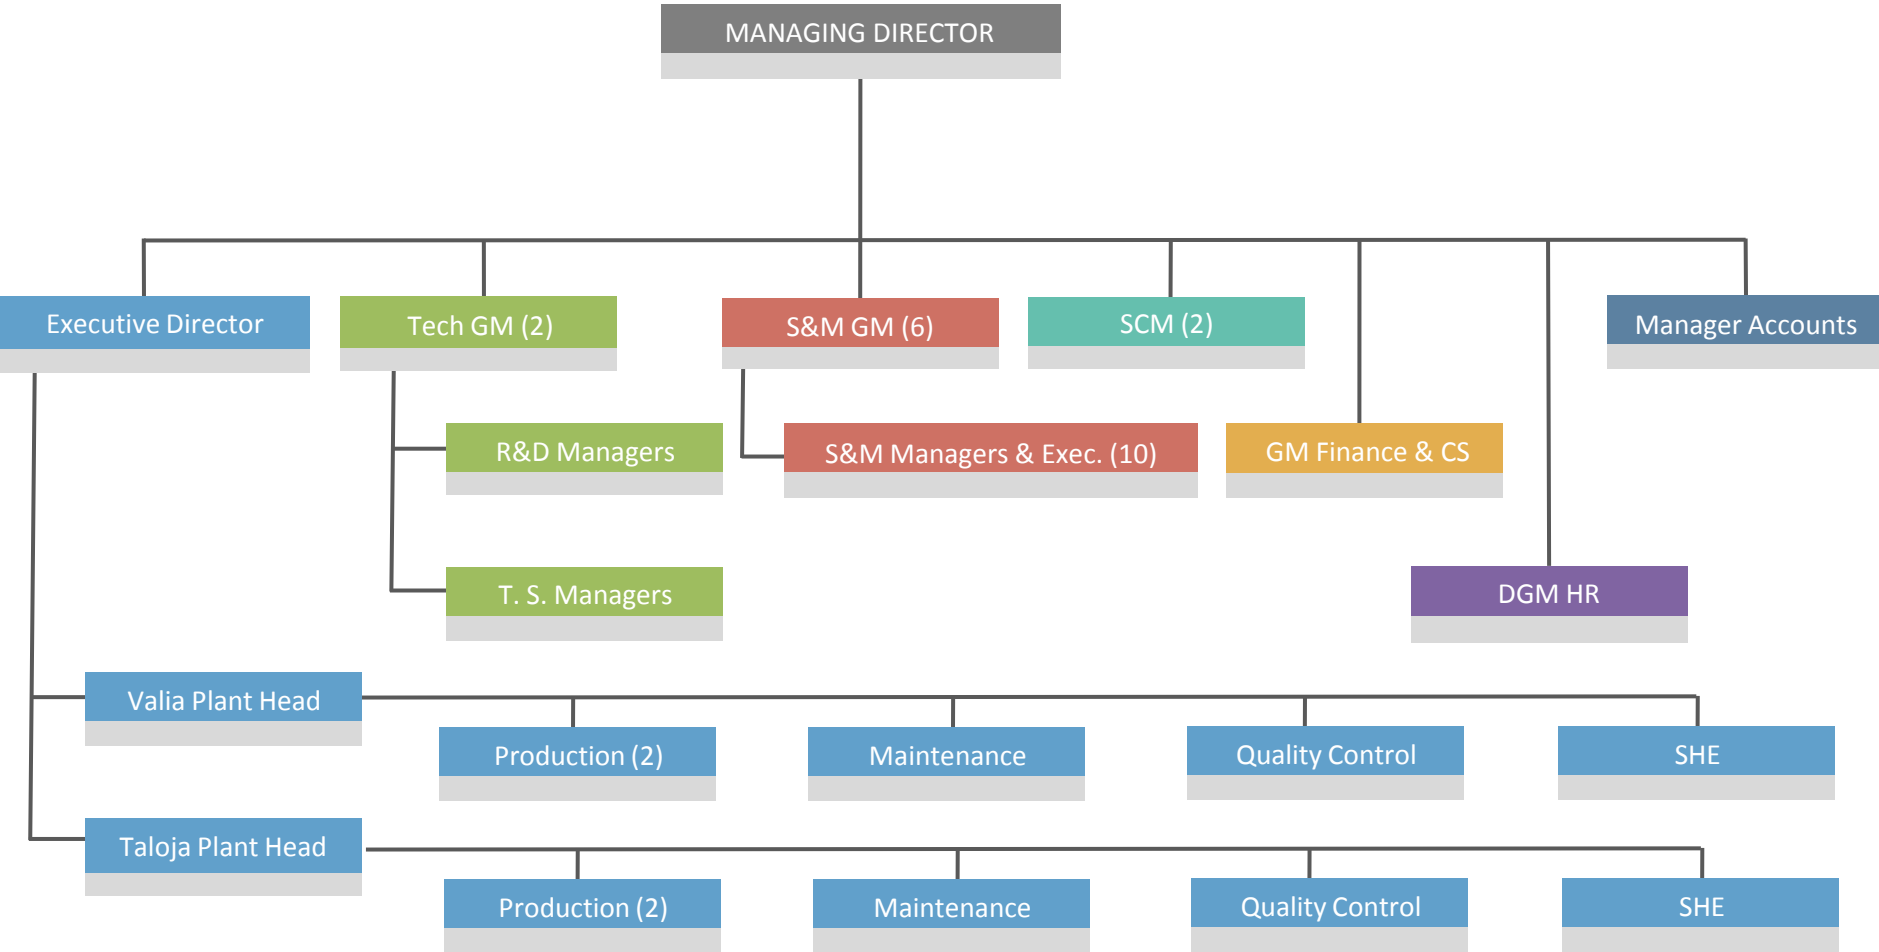 MANAGING DIRECTOR
Executive Director
Tech GM (2)
S&M GM (6)
SCM (2)
Manager Accounts
R&D Managers
S&M Managers & Exec. (10)
GM Finance & CS
T. S. Managers
DGM HR
Valia Plant Head
Production (2)
Maintenance
Quality Control
SHE
Taloja Plant Head
Production (2)
Maintenance
Quality Control
SHE